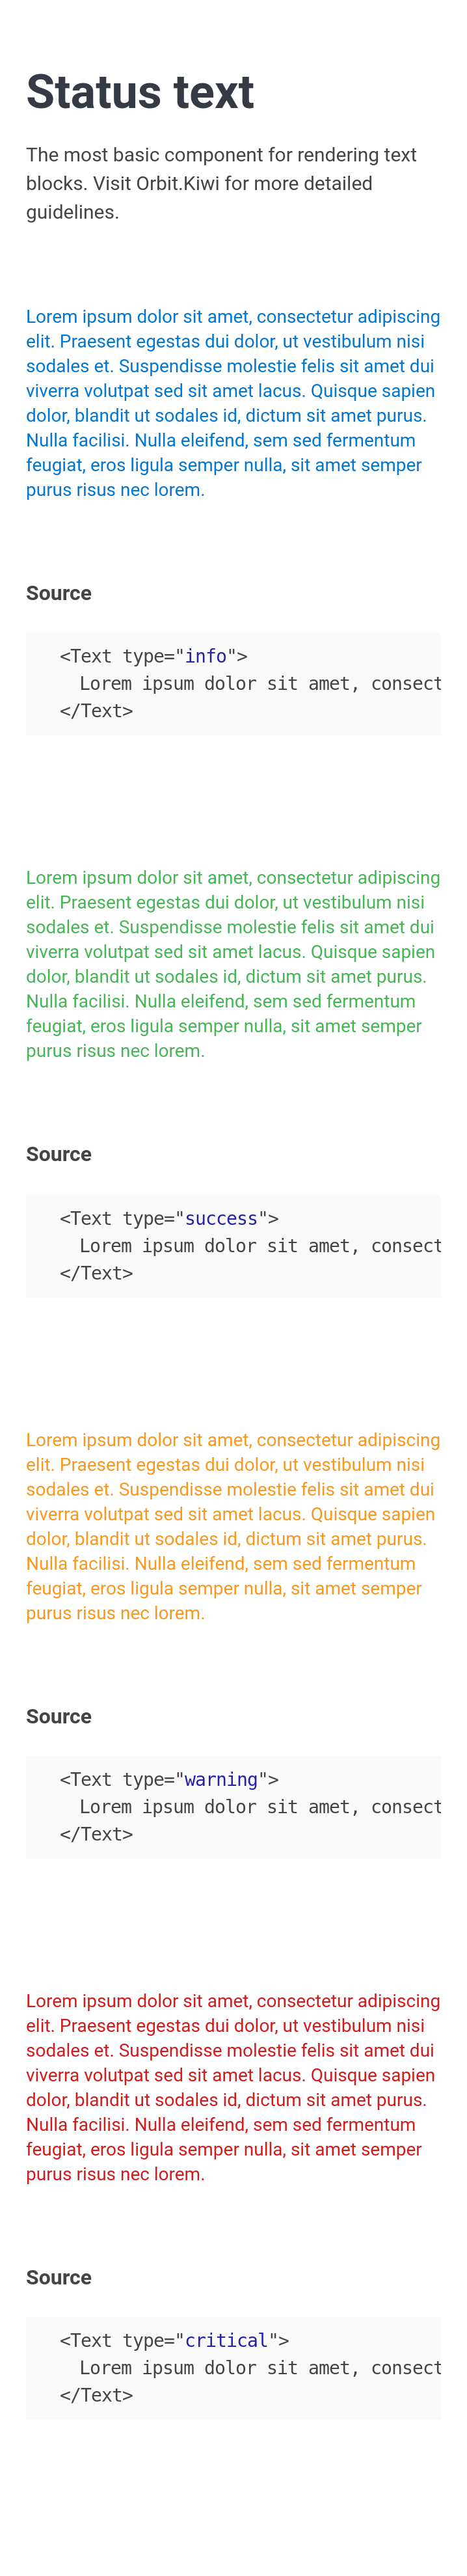 Status text
The most basic component for rendering text
blocks. Visit Orbit.Kiwi for more detailed
guidelines.
Lorem ipsum dolor sit amet, consectetur adipiscing
elit. Praesent egestas dui dolor, ut vestibulum nisi
sodales et. Suspendisse molestie felis sit amet dui
viverra volutpat sed sit amet lacus. Quisque sapien
dolor, blandit ut sodales id, dictum sit amet purus.
Nulla facilisi. Nulla eleifend, sem sed fermentum
feugiat, eros ligula semper nulla, sit amet semper
purus risus nec lorem.
Source
<Text type="info">
Lorem ipsum dolor sit amet, consect
</Text>
Lorem ipsum dolor sit amet, consectetur adipiscing
elit. Praesent egestas dui dolor, ut vestibulum nisi
sodales et. Suspendisse molestie felis sit amet dui
viverra volutpat sed sit amet lacus. Quisque sapien
dolor, blandit ut sodales id, dictum sit amet purus.
Nulla facilisi. Nulla eleifend, sem sed fermentum
feugiat, eros ligula semper nulla, sit amet semper
purus risus nec lorem.
Source
<Text type="success">
Lorem ipsum dolor sit amet, consect
</Text>
Lorem ipsum dolor sit amet, consectetur adipiscing
elit. Praesent egestas dui dolor, ut vestibulum nisi
sodales et. Suspendisse molestie felis sit amet dui
viverra volutpat sed sit amet lacus. Quisque sapien
dolor, blandit ut sodales id, dictum sit amet purus.
Nulla facilisi. Nulla eleifend, sem sed fermentum
feugiat, eros ligula semper nulla, sit amet semper
purus risus nec lorem.
Source
<Text type="warning">
Lorem ipsum dolor sit amet, consect
</Text>
Lorem ipsum dolor sit amet, consectetur adipiscing
elit. Praesent egestas dui dolor, ut vestibulum nisi
sodales et. Suspendisse molestie felis sit amet dui
viverra volutpat sed sit amet lacus. Quisque sapien
dolor, blandit ut sodales id, dictum sit amet purus.
Nulla facilisi. Nulla eleifend, sem sed fermentum
feugiat, eros ligula semper nulla, sit amet semper
purus risus nec lorem.
Source
<Text type="critical">
Lorem ipsum dolor sit amet, consect
</Text>